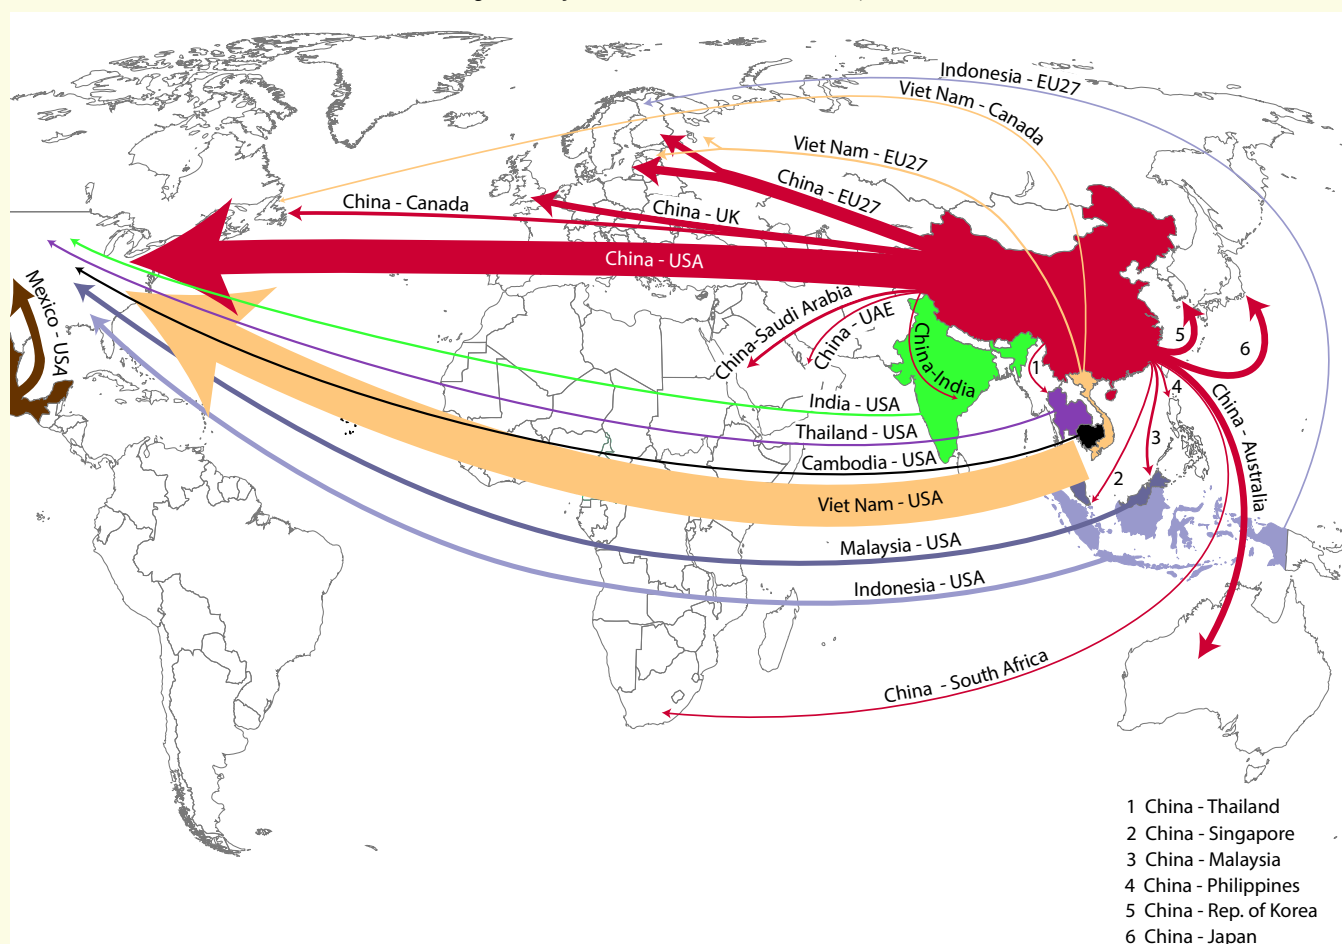 Indonesia - EU27
Viet Nam - Canada
Viet Nam - EU27
China - EU27
China - Canada
China - UK
China - USA
Mexico - USA
China-Saudi Arabia
China - UAE
China-India
1
5
6
4
India - USA
Thailand - USA
Cambodia - USA
3
2
China - Australia
Viet Nam - USA
Malaysia - USA
Indonesia - USA
China - South Africa
1 China - Thailand
2 China - Singapore
3 China - Malaysia
4 China - Philippines
5 China - Rep. of Korea
6 China - Japan